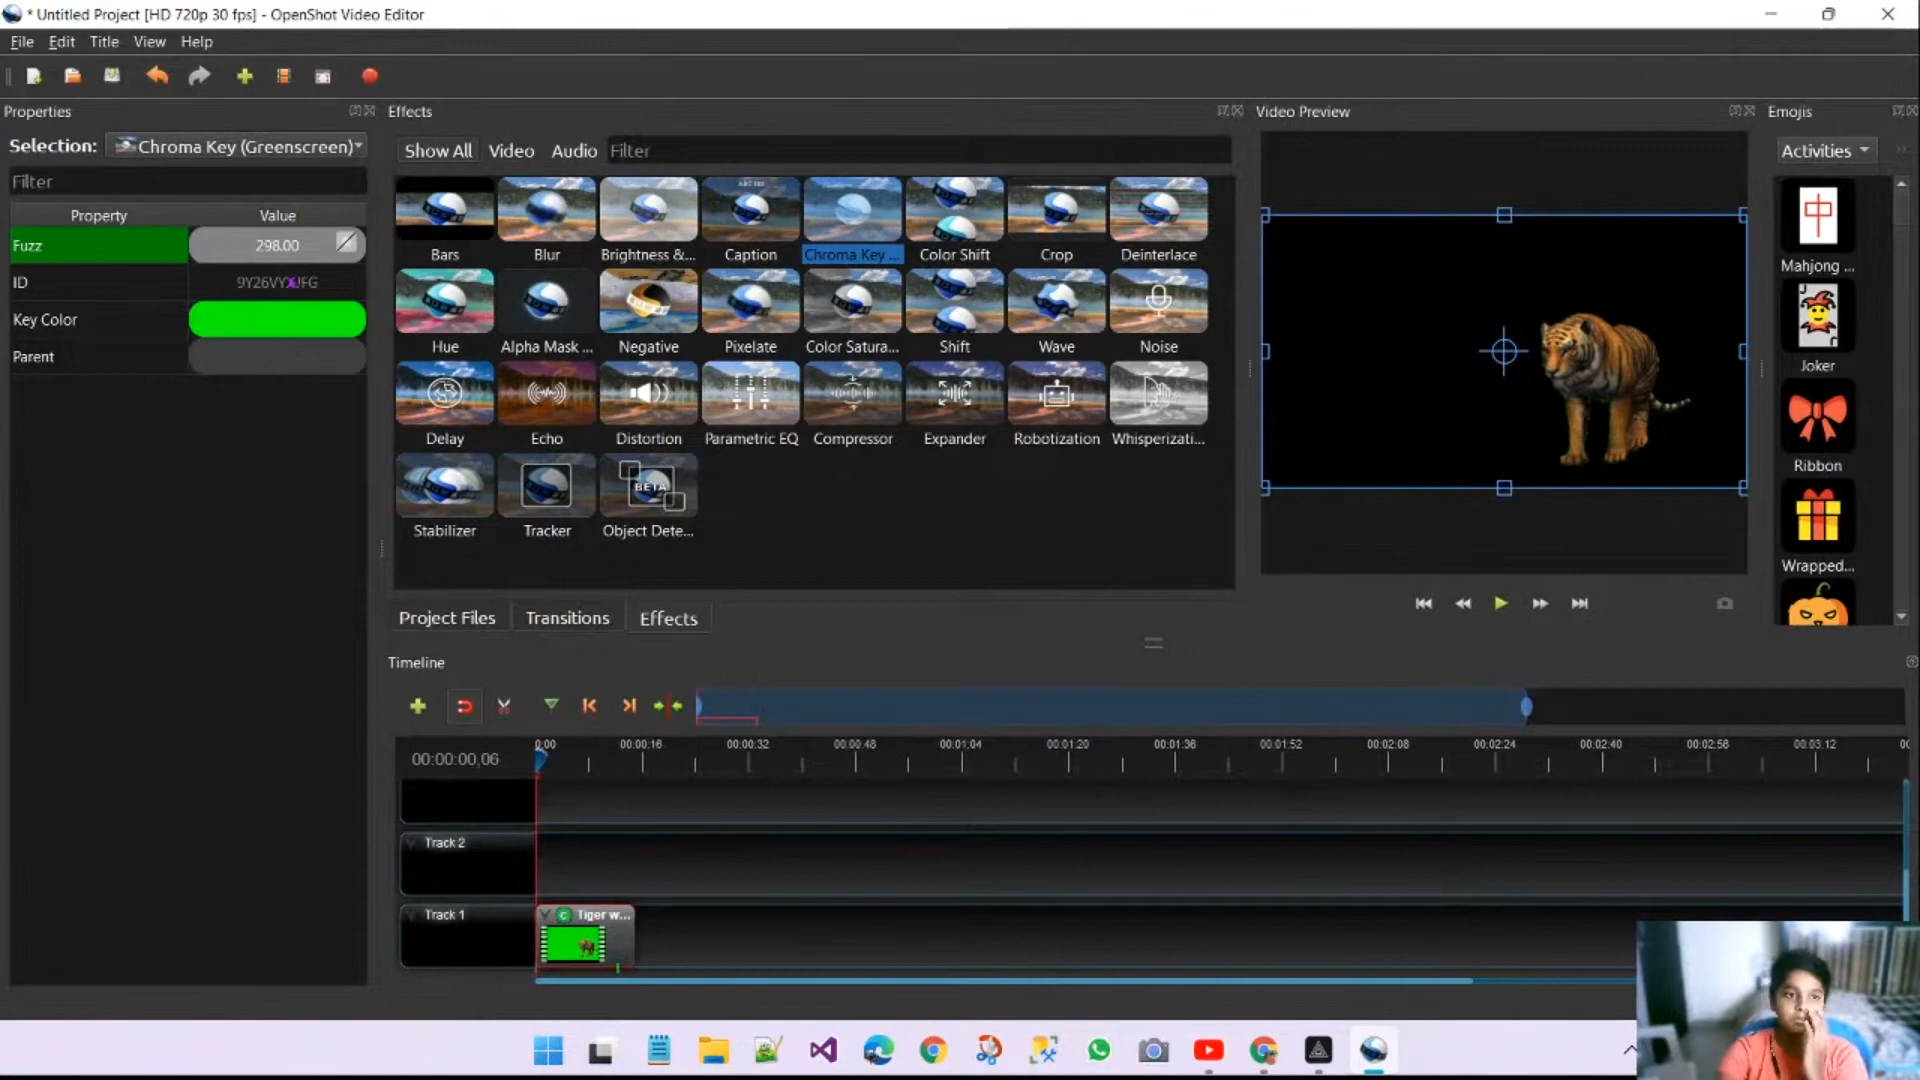 * Untitled Project [HD 720p 30 fps] - OpenShot Video Editor
File Edit Title View Help
Properties
Effects
Video Preview
Emojis
Selection: Chroma Key (Greenscreen)
Show All Video Audio Filter
Activities
Filter
Property Value
Fuzz 298.00
ID
Key Color
Parent
Bars Blur Brightness &... Caption Chroma Key ... Color Shift Crop Deinterlace
Hue Alpha Mask ... Negative Pixelate Color Satura... Shift Wave Noise
Delay Echo Distortion Parametric EQ Compressor Expander Robotization Whisperizati...
BETA
Stabilizer Tracker Object Dete...
Mahjong ...
Joker
Ribbon
Wrapped...
Project Files Transitions Effects
Timeline
00:00:00,06
0:00 00:00:16 00:00:32 00:00:48 00:01:04 00:01:20 00:01:36 00:01:52 00:02:08 00:02:24 00:02:40 00:02:58 00:03:12
Track 2
Track 1
Tiger w...